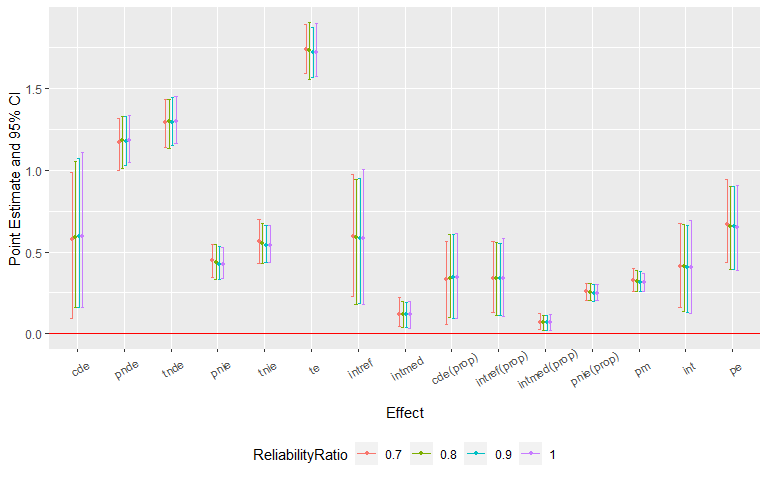 Point Estimate and 95% CI
1.5
1.0
0.5
0.0
cde
pnde
tnde
pnie
tnie
te
intref
intmed
cde(prop)
intref(prop)
intmed(prop)
pnie(prop)
pm
int
pe
Effect
ReliabilityRatio 0.7 0.8 0.9 1